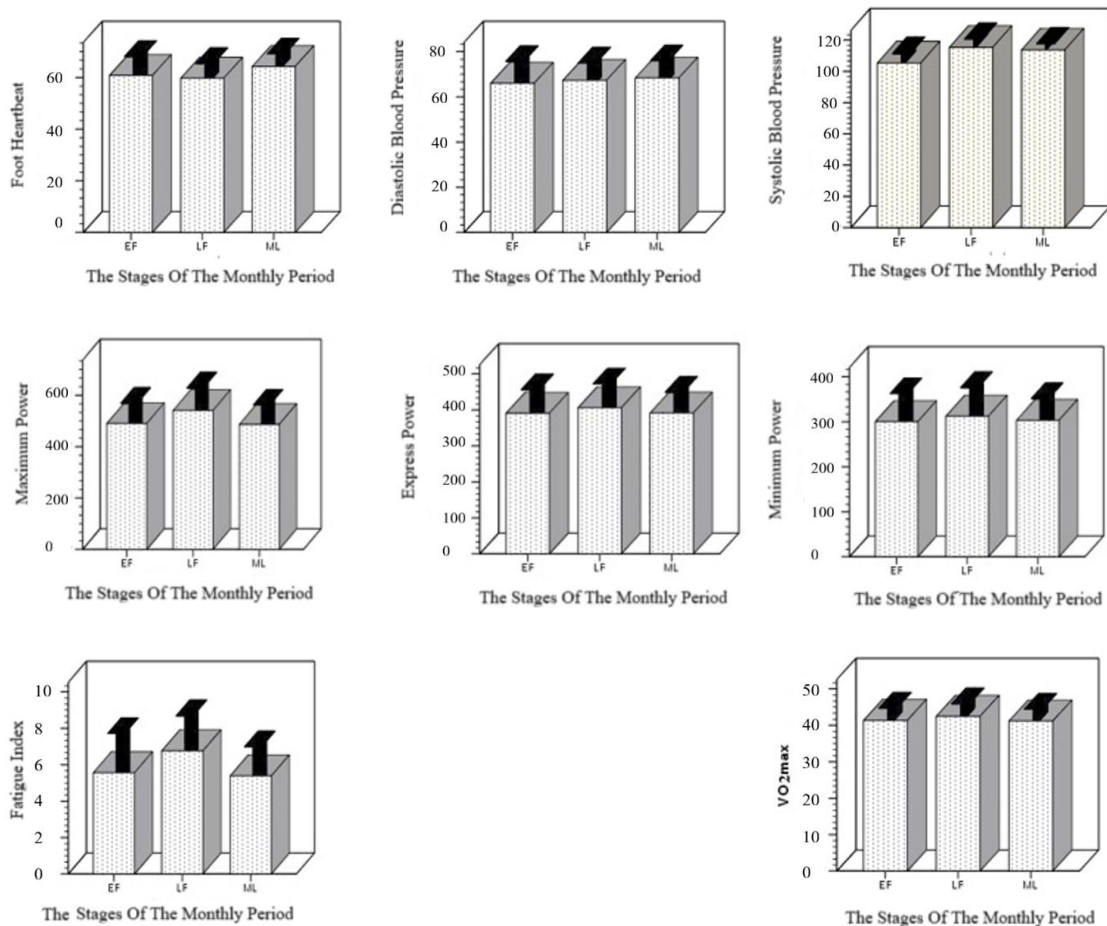 Foot Heartbeat
60
40
20
0
EF LF ML
The Stages Of The Monthly Period
Diastolic Blood Pressure
80
60
40
20
0
EF LF ML
The Stages Of The Monthly Period
Systolic Blood Pressure
120
100
80
60
40
20
0
EF LF ML
The Stages Of The Monthly Period
Maximum Power
600
400
200
0
EF LF ML
The Stages Of The Monthly Period
Express Power
500
400
300
200
100
0
EF LF ML
The Stages Of The Monthly Period
Minimum Power
400
300
200
100
0
EF LF ML
The Stages Of The Monthly Period
Fatigue Index
10
8
6
4
2
0
EF LF ML
The Stages Of The Monthly Period
VO2max
50
40
30
20
10
0
EF LF ML
The Stages Of The Monthly Period